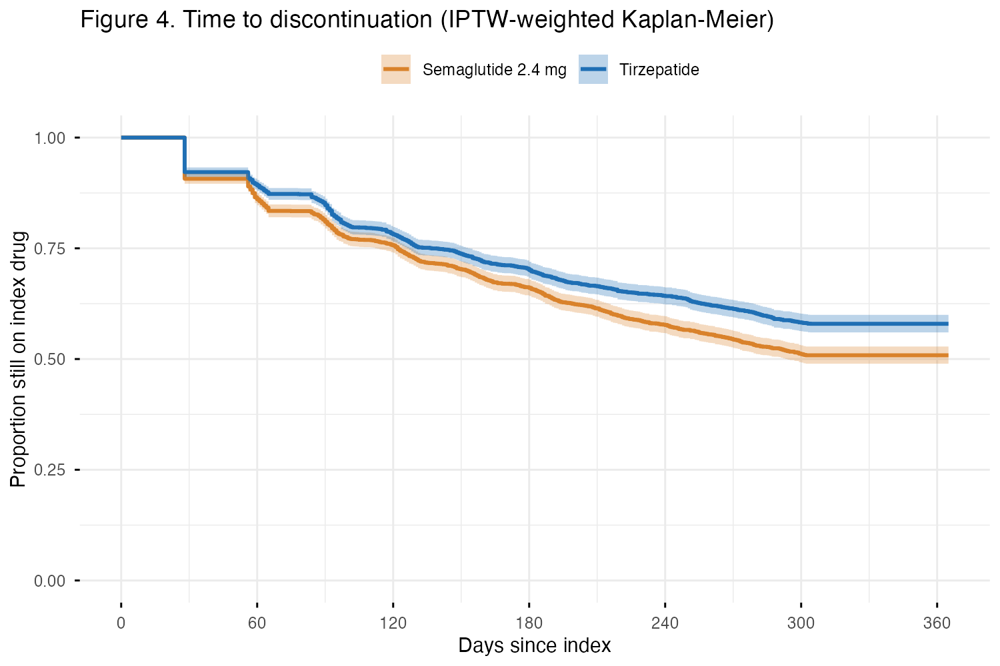 Figure 4. Time to discontinuation (IPTW-weighted Kaplan-Meier)
Semaglutide 2.4 mg
Tirzepatide
Proportion still on index drug
1.00
0.75
0.50
0.25
0.00
0 60 120 180 240 300 360
Days since index